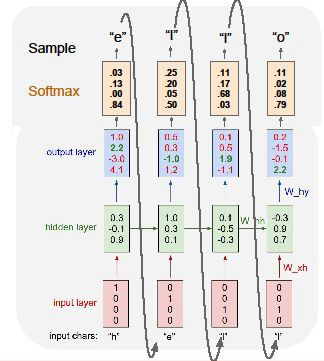 Sample "e" "l" "l" "o"
Softmax
.03 .25 .11 .11
.13 .20 .17 .02
.00 .05 .68 .08
.84 .50 .03 .79
output layer
1.0 0.5 0.1 0.2
2.2 0.3 0.5 -1.5
-3.0 -1.0 1.9 -0.1
4.1 1.2 -1.1 2.2
W_hy
hidden layer
0.3 1.0 0.1 -0.3
-0.1 0.3 -0.5 0.9
0.9 0.1 -0.3 0.7
W_hh
W_xh
input layer
1 0 0 0
0 1 0 0
0 0 1 1
0 0 0 0
input chars: "h" "e" "l" "l"